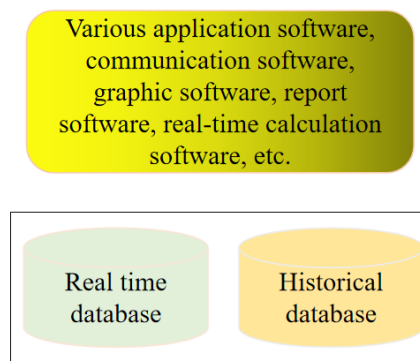 Various application software,
communication software,
graphic software, report
software, real-time calculation
software, etc.
Real time
database
Historical
database